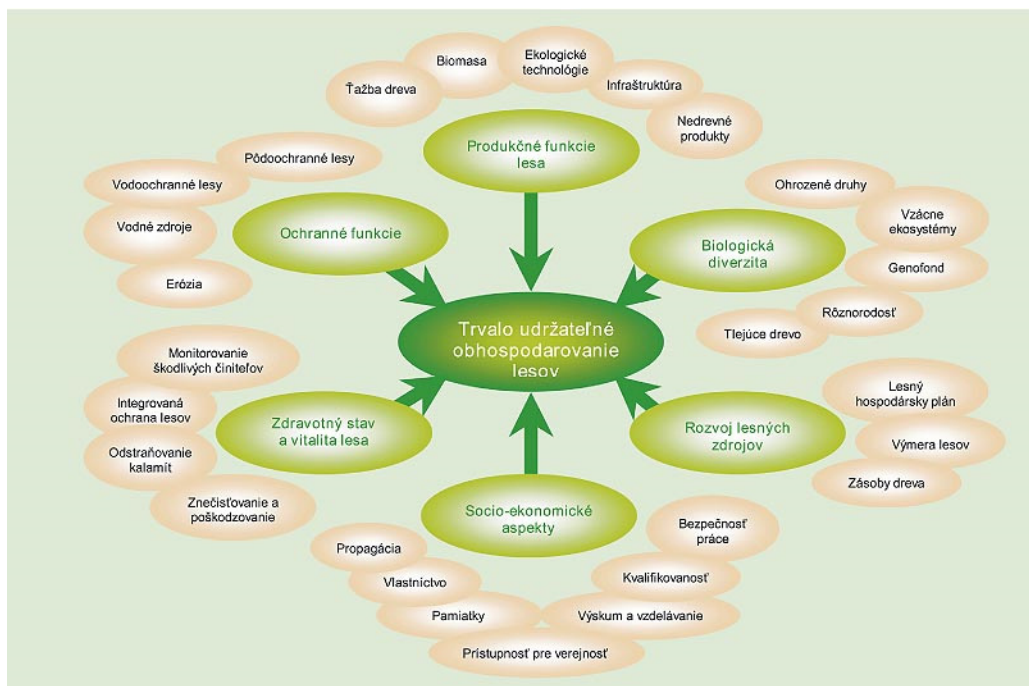 Ťažba dreva
Biomasa
Ekologické
technológie
Infraštruktúra
Nedrevné
produkty
Produkčné funkcie
lesa
Pôdoochranné lesy
Vodoochranné lesy
Vodné zdroje
Erózia
Ochranné funkcie
Ohrozené druhy
Vzácne
ekosystémy
Genofond
Rôznorodosť
Tlejúce drevo
Biologická
diverzita
Trvalo udržateľné
obhospodarovanie
lesov
Monitorovanie
škodlivých činiteľov
Integrovaná
ochrana lesov
Odstraňovanie
kalamít
Znečisťovanie a
poškodzovanie
Zdravotný stav
a vitalita lesa
Rozvoj lesných
zdrojov
Lesný
hospodársky plán
Výmera lesov
Zásoby dreva
Socio-ekonomické
aspekty
Propagácia
Vlastníctvo
Pamiatky
Prístupnosť pre verejnosť
Výskum a vzdelávanie
Kvalifikovanosť
Bezpečnosť
práce